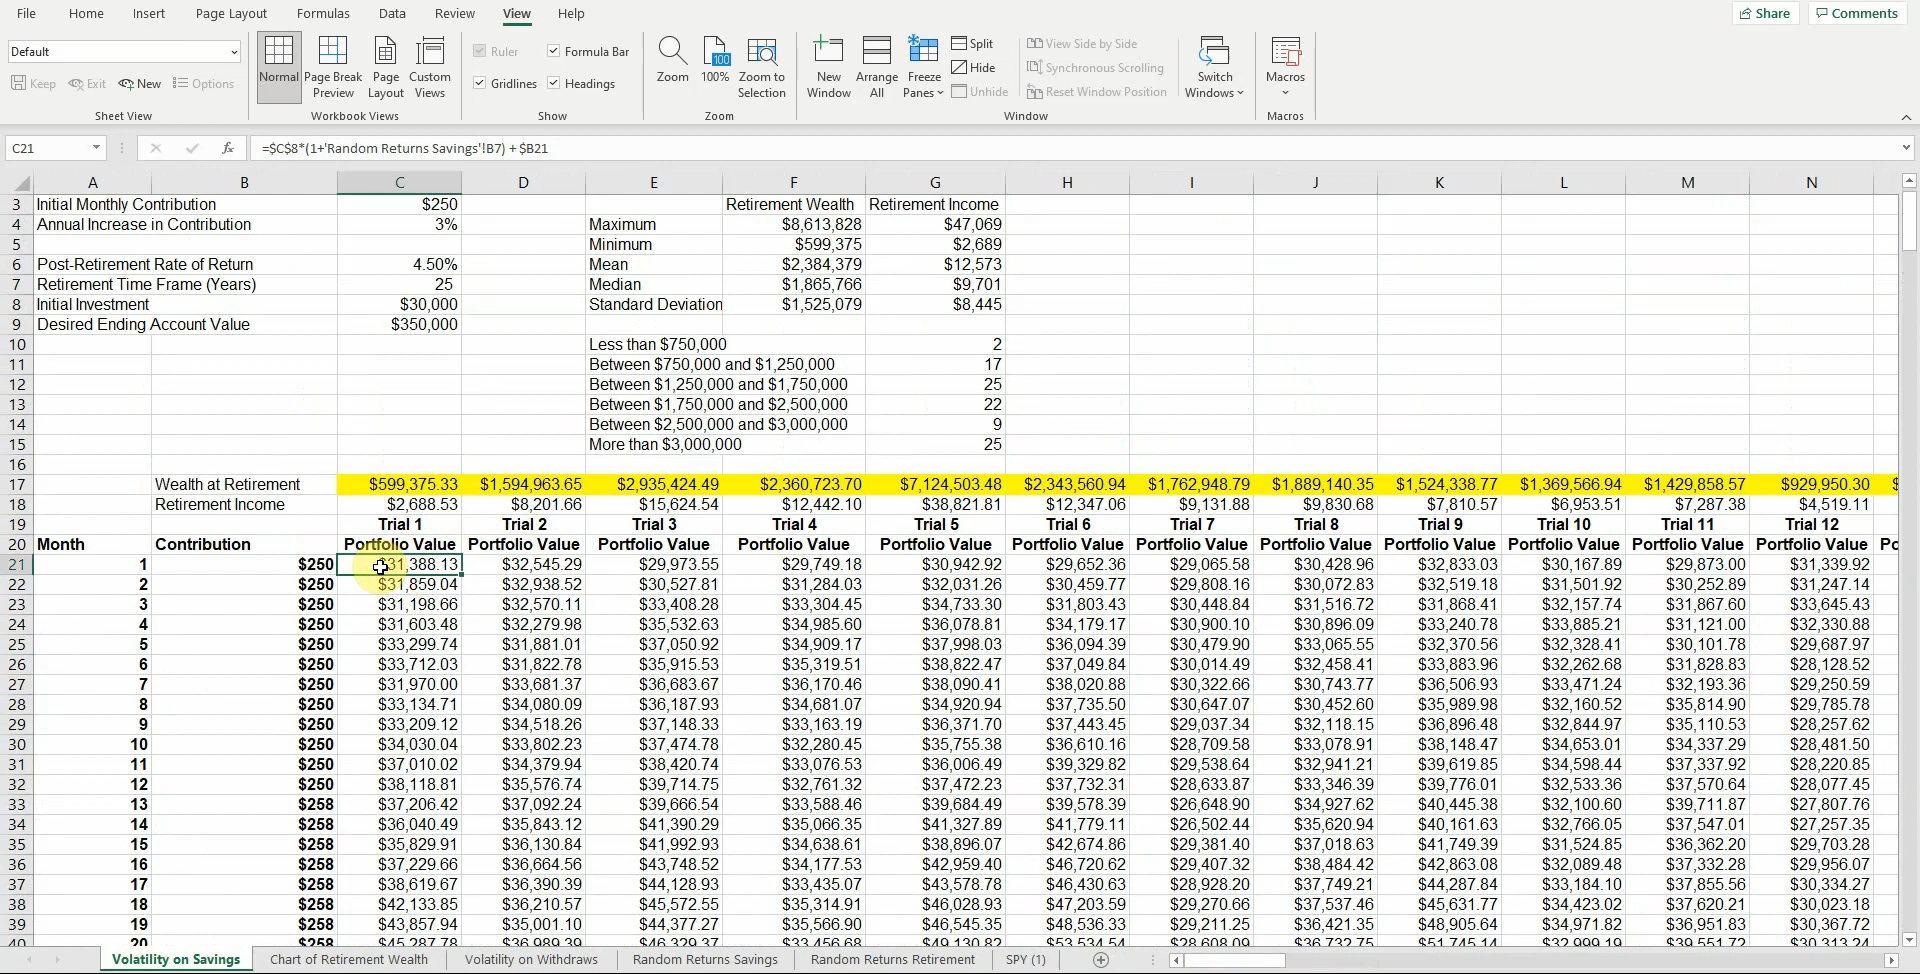 File Home Insert Page Layout Formulas Data Review View Help Share Comments
Default
Keep Exit New Options
Sheet View
Normal Page Break Preview Page Layout Custom Views
Workbook Views
Ruler Formula Bar
Gridlines Headings
Show
Zoom 100% Zoom to Selection
Zoom
New Window Arrange All Freeze Panes Split Hide Unhide
View Side by Side
Synchronous Scrolling
Reset Window Position
Switch Windows
Window
Macros
Macros
C21 fx =$C$8*(1+'Random Returns Savings'!B7) + $B21
A B C D E F G H I J K L M N
3 Initial Monthly Contribution $250 Retirement Wealth Retirement Income
4 Annual Increase in Contribution 3% Maximum $8,613,828 $47,069
5 Minimum $599,375 $2,689
6 Post-Retirement Rate of Return 4.50% Mean $2,384,379 $12,573
7 Retirement Time Frame (Years) 25 Median $1,865,766 $9,701
8 Initial Investment $30,000 Standard Deviation $1,525,079 $8,445
9 Desired Ending Account Value $350,000
10 Less than $750,000 2
11 Between $750,000 and $1,250,000 17
12 Between $1,250,000 and $1,750,000 25
13 Between $1,750,000 and $2,500,000 22
14 Between $2,500,000 and $3,000,000 9
15 More than $3,000,000 25
16
17 Wealth at Retirement $599,375.33 $1,594,963.65 $2,935,424.49 $2,360,723.70 $7,124,503.48 $2,343,560.94 $1,762,948.79 $1,889,140.35 $1,524,338.77 $1,369,566.94 $1,429,858.57 $929,950.30 $
18 Retirement Income $2,688.53 $8,201.66 $15,624.54 $12,442.10 $38,821.81 $12,347.06 $9,131.88 $9,830.68 $7,810.57 $6,953.51 $7,287.38 $4,519.11
19 Trial 1 Trial 2 Trial 3 Trial 4 Trial 5 Trial 6 Trial 7 Trial 8 Trial 9 Trial 10 Trial 11 Trial 12
20 Month Contribution Portfolio Value Portfolio Value Portfolio Value Portfolio Value Portfolio Value Portfolio Value Portfolio Value Portfolio Value Portfolio Value Portfolio Value Portfolio Value Portfolio Value Pc
21 1 $250 $31,388.13 $32,545.29 $29,973.55 $29,749.18 $30,942.92 $29,652.36 $29,065.58 $30,428.96 $32,833.03 $30,167.89 $29,873.00 $31,339.92
22 2 $250 $31,859.04 $32,938.52 $30,527.81 $31,284.03 $32,031.26 $30,459.77 $29,808.16 $30,072.83 $32,519.18 $31,501.92 $30,252.89 $31,247.14
23 3 $250 $31,198.66 $32,570.11 $33,408.28 $33,304.45 $34,733.30 $31,803.43 $30,448.84 $31,516.72 $31,868.41 $32,157.74 $31,867.60 $33,645.43
24 4 $250 $31,603.48 $32,279.98 $35,532.63 $34,985.60 $36,078.81 $34,179.17 $30,900.10 $30,896.09 $33,240.78 $33,885.21 $31,121.00 $32,330.88
25 5 $250 $33,299.74 $31,881.01 $37,050.92 $34,909.17 $37,998.03 $36,094.39 $30,479.90 $33,065.55 $32,370.56 $32,328.41 $30,101.78 $29,687.97
26 6 $250 $33,712.03 $31,822.78 $35,915.53 $35,319.51 $38,822.47 $37,049.84 $30,014.49 $32,458.41 $33,883.96 $32,262.68 $31,828.83 $28,128.52
27 7 $250 $31,970.00 $33,681.37 $36,683.67 $36,170.46 $38,090.41 $38,020.88 $30,322.66 $30,743.77 $36,506.93 $33,471.24 $32,193.36 $29,250.59
28 8 $250 $33,134.71 $34,080.09 $36,187.93 $34,681.07 $34,920.94 $37,735.50 $30,647.07 $30,452.60 $35,989.98 $32,160.52 $35,814.90 $29,785.78
29 9 $250 $33,209.12 $34,518.26 $37,148.33 $33,163.19 $36,371.70 $37,443.45 $29,037.34 $32,118.15 $36,896.48 $32,844.97 $35,110.53 $28,257.62
30 10 $250 $34,030.04 $33,802.23 $37,474.78 $32,280.45 $35,755.38 $36,610.16 $28,709.58 $33,078.91 $38,148.47 $34,653.01 $34,337.29 $28,481.50
31 11 $250 $37,010.02 $34,379.94 $38,420.74 $33,076.53 $36,006.49 $39,329.82 $29,538.64 $32,941.21 $39,619.85 $34,598.44 $37,337.92 $28,220.85
32 12 $250 $38,118.81 $35,576.74 $39,714.75 $32,761.32 $37,472.23 $37,732.31 $28,633.87 $33,346.39 $39,776.01 $32,533.36 $37,570.64 $28,077.45
33 13 $258 $37,206.42 $37,092.24 $39,666.54 $33,588.46 $39,684.49 $39,578.39 $26,648.90 $34,927.62 $40,445.38 $32,100.60 $39,711.87 $27,807.76
34 14 $258 $36,040.49 $35,843.12 $41,390.29 $35,066.35 $41,327.89 $41,779.11 $26,502.44 $35,620.94 $40,161.63 $32,766.05 $37,547.01 $27,257.35
35 15 $258 $35,829.91 $36,130.84 $41,992.93 $34,638.61 $38,896.07 $42,674.86 $29,381.40 $37,018.63 $41,749.39 $31,524.85 $36,362.20 $29,703.28
36 16 $258 $37,229.66 $36,664.56 $43,748.52 $34,177.53 $42,959.40 $46,720.62 $29,407.32 $38,484.42 $42,863.08 $32,089.48 $37,332.28 $29,956.07
37 17 $258 $38,619.67 $36,390.39 $44,128.93 $33,435.07 $43,578.78 $46,430.63 $28,928.20 $37,749.21 $44,287.84 $33,184.10 $37,855.56 $30,334.27
38 18 $258 $42,133.85 $36,210.57 $45,572.55 $35,314.91 $46,028.93 $47,203.59 $29,270.66 $37,537.46 $45,631.77 $34,423.02 $37,620.21 $30,023.18
39 19 $258 $43,857.94 $35,001.10 $44,377.27 $35,566.90 $46,545.35 $48,536.33 $29,211.25 $36,421.35 $48,905.64 $34,971.82 $36,951.83 $30,367.72
40 20 $258 $45,287.78 $36,989.39 $46,329.37 $33,456.68 $49,130.82 $53,534.54 $28,608.09 $36,732.75 $51,745.14 $32,999.19 $39,551.72 $30,313.24
Volatility on Savings Chart of Retirement Wealth Volatility on Withdraws Random Returns Savings Random Returns Retirement SPY (1)